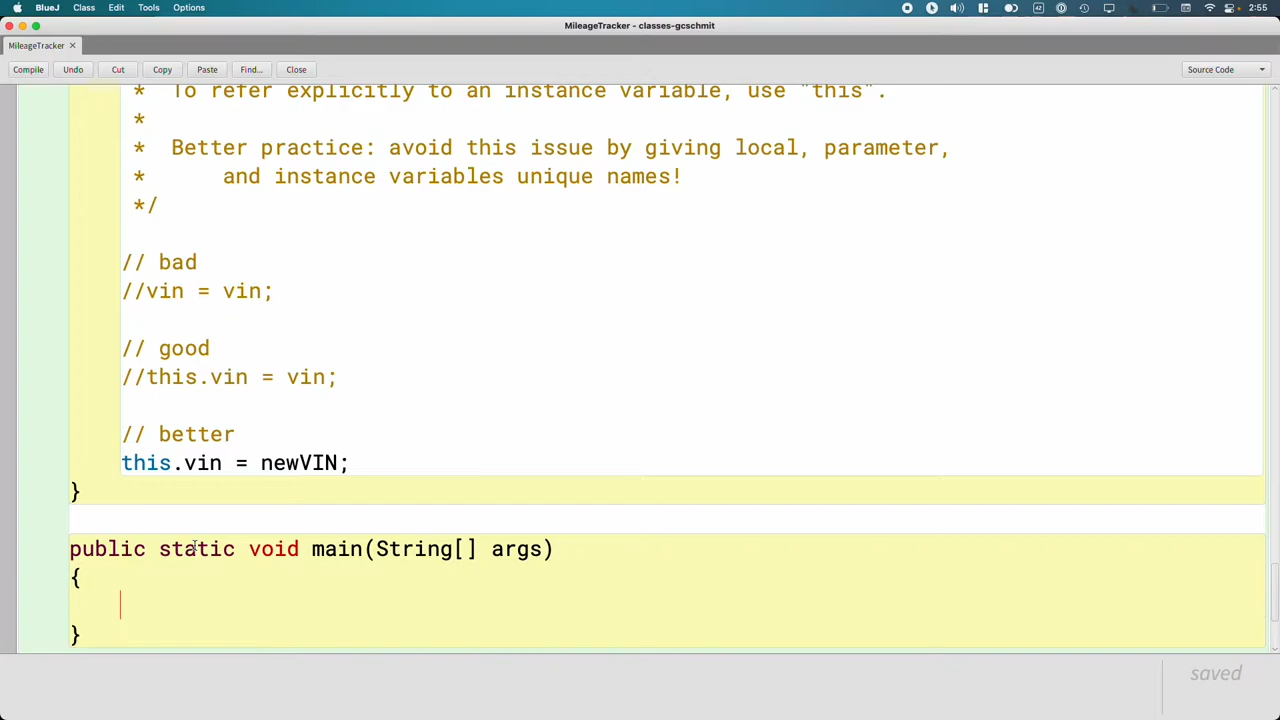 BlueJ Class Edit Tools Options 2:55
MileageTracker - classes-gcschmit
MileageTracker ×
Compile Undo Cut Copy Paste Find... Close Source Code
* To refer explicitly to an instance variable, use "this".
*
* Better practice: avoid this issue by giving local, parameter,
* and instance variables unique names!
*/
// bad
//vin = vin;
// good
//this.vin = vin;
// better
this.vin = newVIN;
}
public static void main(String[] args)
{
}
saved